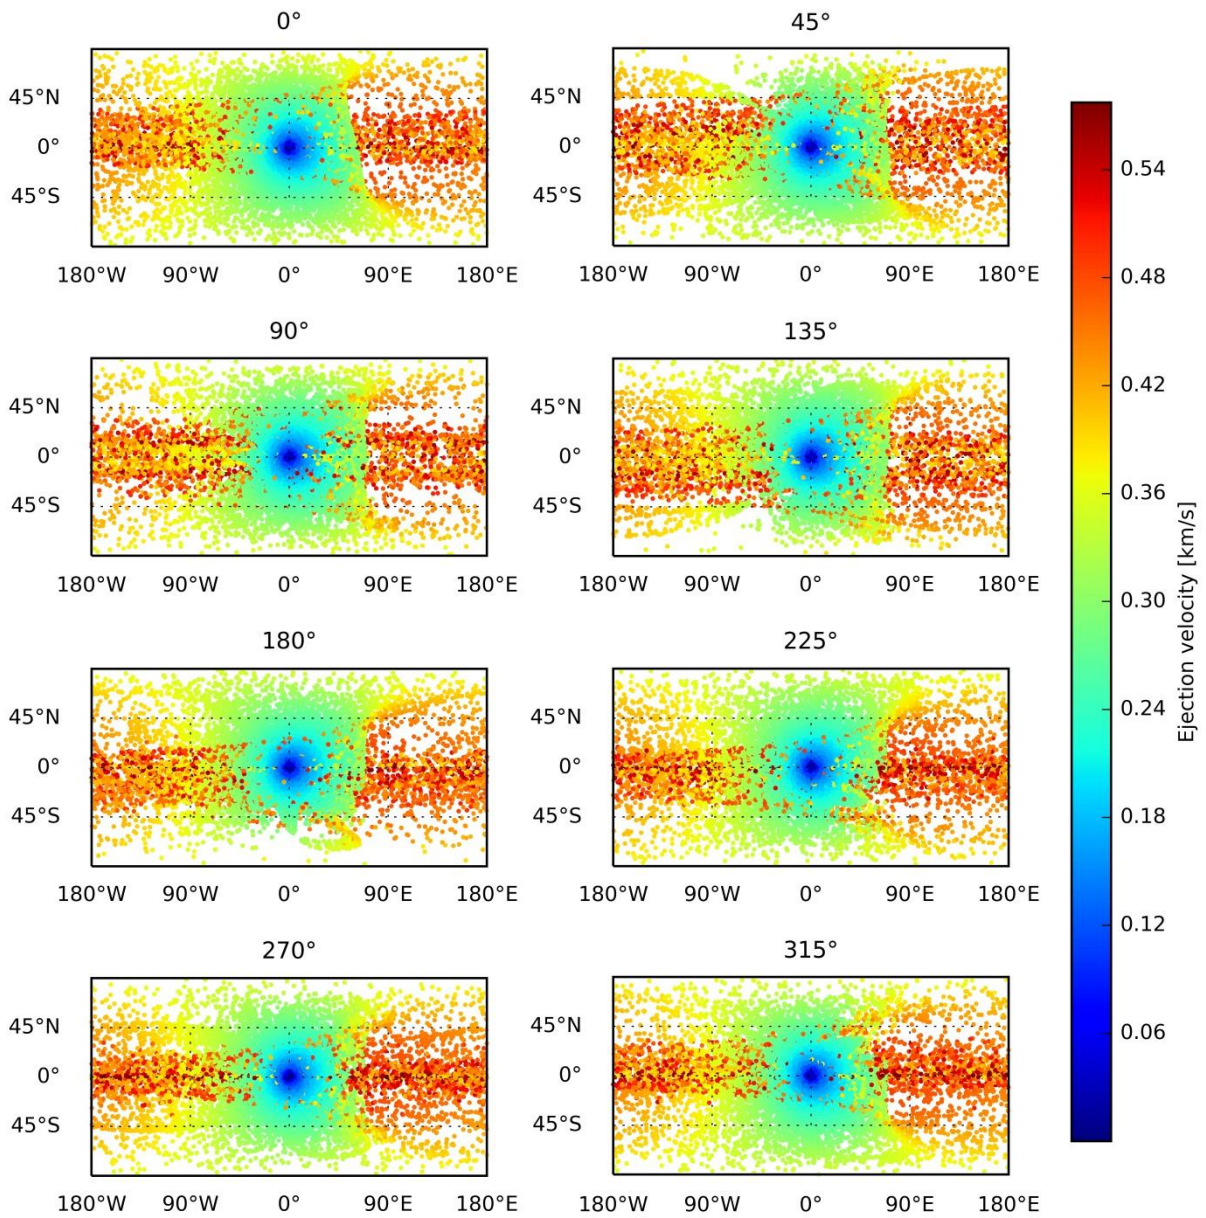 0° 45°
45°N 45°N
0° 0°
45°S 45°S
180°W 90°W 0° 90°E 180°E 180°W 90°W 0° 90°E 180°E
90° 135°
45°N 45°N
0° 0°
45°S 45°S
180°W 90°W 0° 90°E 180°E 180°W 90°W 0° 90°E 180°E
180° 225°
45°N 45°N
0° 0°
45°S 45°S
180°W 90°W 0° 90°E 180°E 180°W 90°W 0° 90°E 180°E
270° 315°
45°N 45°N
0° 0°
45°S 45°S
180°W 90°W 0° 90°E 180°E 180°W 90°W 0° 90°E 180°E
0.54
0.48
0.42
0.36
0.30
0.24
0.18
0.12
0.06
Ejection velocity [km/s]